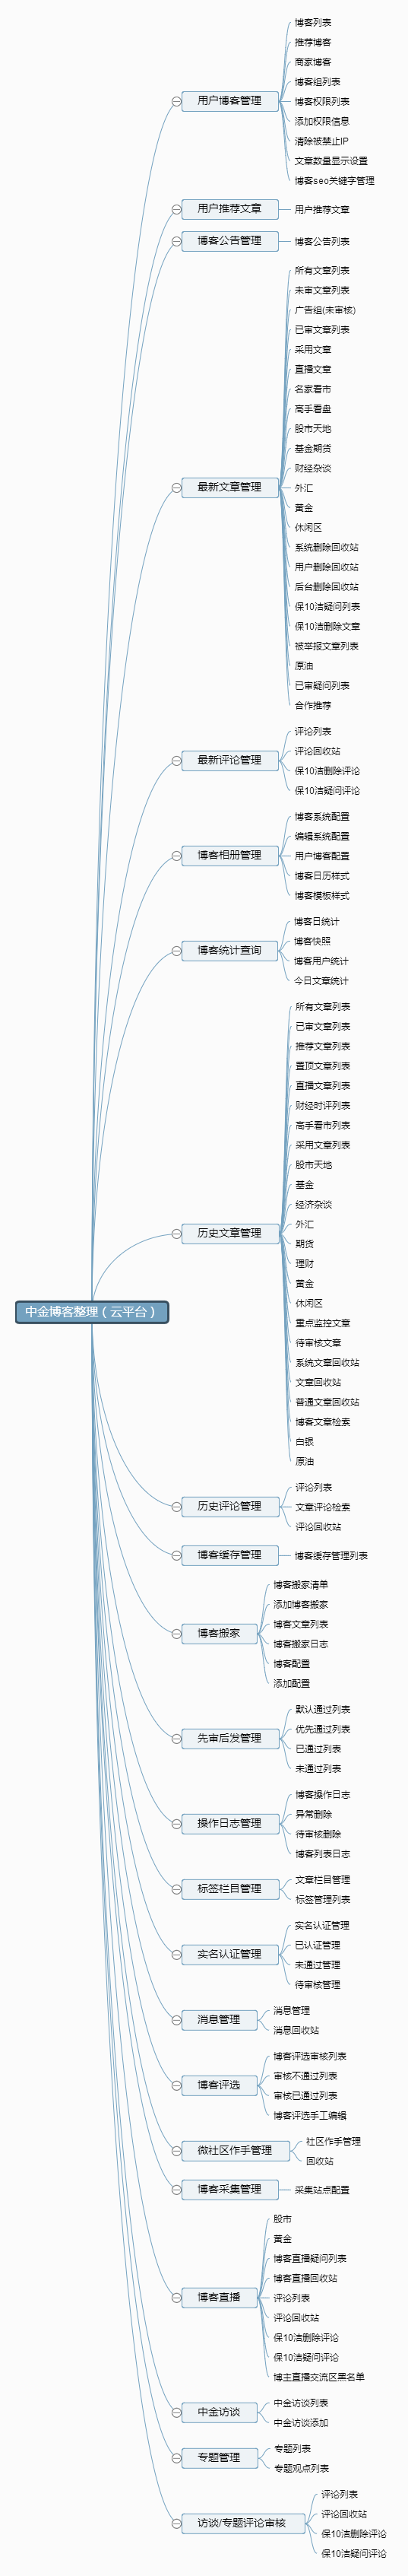 博客列表
推荐博客
商家博客
博客组列表
用户博客管理
博客权限列表
添加权限信息
清除被禁止IP
文章数量显示设置
博客seo关键字管理
用户推荐文章
用户推荐文章
博客公告管理
博客公告列表
所有文章列表
未审文章列表
广告组(未审核)
已审文章列表
采用文章
直播文章
名家看市
高手看盘
股市天地
基金期货
财经杂谈
最新文章管理
外汇
黄金
休闲区
系统删除回收站
用户删除回收站
后台删除回收站
保10洁疑问列表
保10洁删除文章
被举报文章列表
原油
已审疑问列表
合作推荐
评论列表
评论回收站
最新评论管理
保10洁删除评论
保10洁疑问评论
博客系统配置
编辑系统配置
博客相册管理
用户博客配置
博客日历样式
博客模板样式
博客日统计
博客快照
博客统计查询
博客用户统计
今日文章统计
所有文章列表
已审文章列表
推荐文章列表
置顶文章列表
直播文章列表
财经时评列表
高手看市列表
采用文章列表
股市天地
基金
经济杂谈
外汇
历史文章管理
期货
理财
黄金
休闲区
中金博客整理（云平台）
重点监控文章
待审核文章
系统文章回收站
文章回收站
普通文章回收站
博客文章检索
白银
原油
评论列表
历史评论管理
文章评论检索
评论回收站
博客缓存管理
博客缓存管理列表
博客搬家清单
添加博客搬家
博客文章列表
博客搬家
博客搬家日志
博客配置
添加配置
默认通过列表
优先通过列表
先审后发管理
已通过列表
未通过列表
博客操作日志
异常删除
操作日志管理
待审核删除
博客列表日志
文章栏目管理
标签栏目管理
标签管理列表
实名认证管理
已认证管理
实名认证管理
未通过管理
待审核管理
消息管理
消息管理
消息回收站
博客评选审核列表
审核不通过列表
博客评选
审核已通过列表
博客评选手工编辑
社区作手管理
微社区作手管理
回收站
博客采集管理
采集站点配置
股市
黄金
博客直播疑问列表
博客直播回收站
博客直播
评论列表
评论回收站
保10洁删除评论
保10洁疑问评论
博主直播交流区黑名单
中金访谈列表
中金访谈
中金访谈添加
专题列表
专题管理
专题观点列表
评论列表
评论回收站
访谈/专题评论审核
保10洁删除评论
保10洁疑问评论